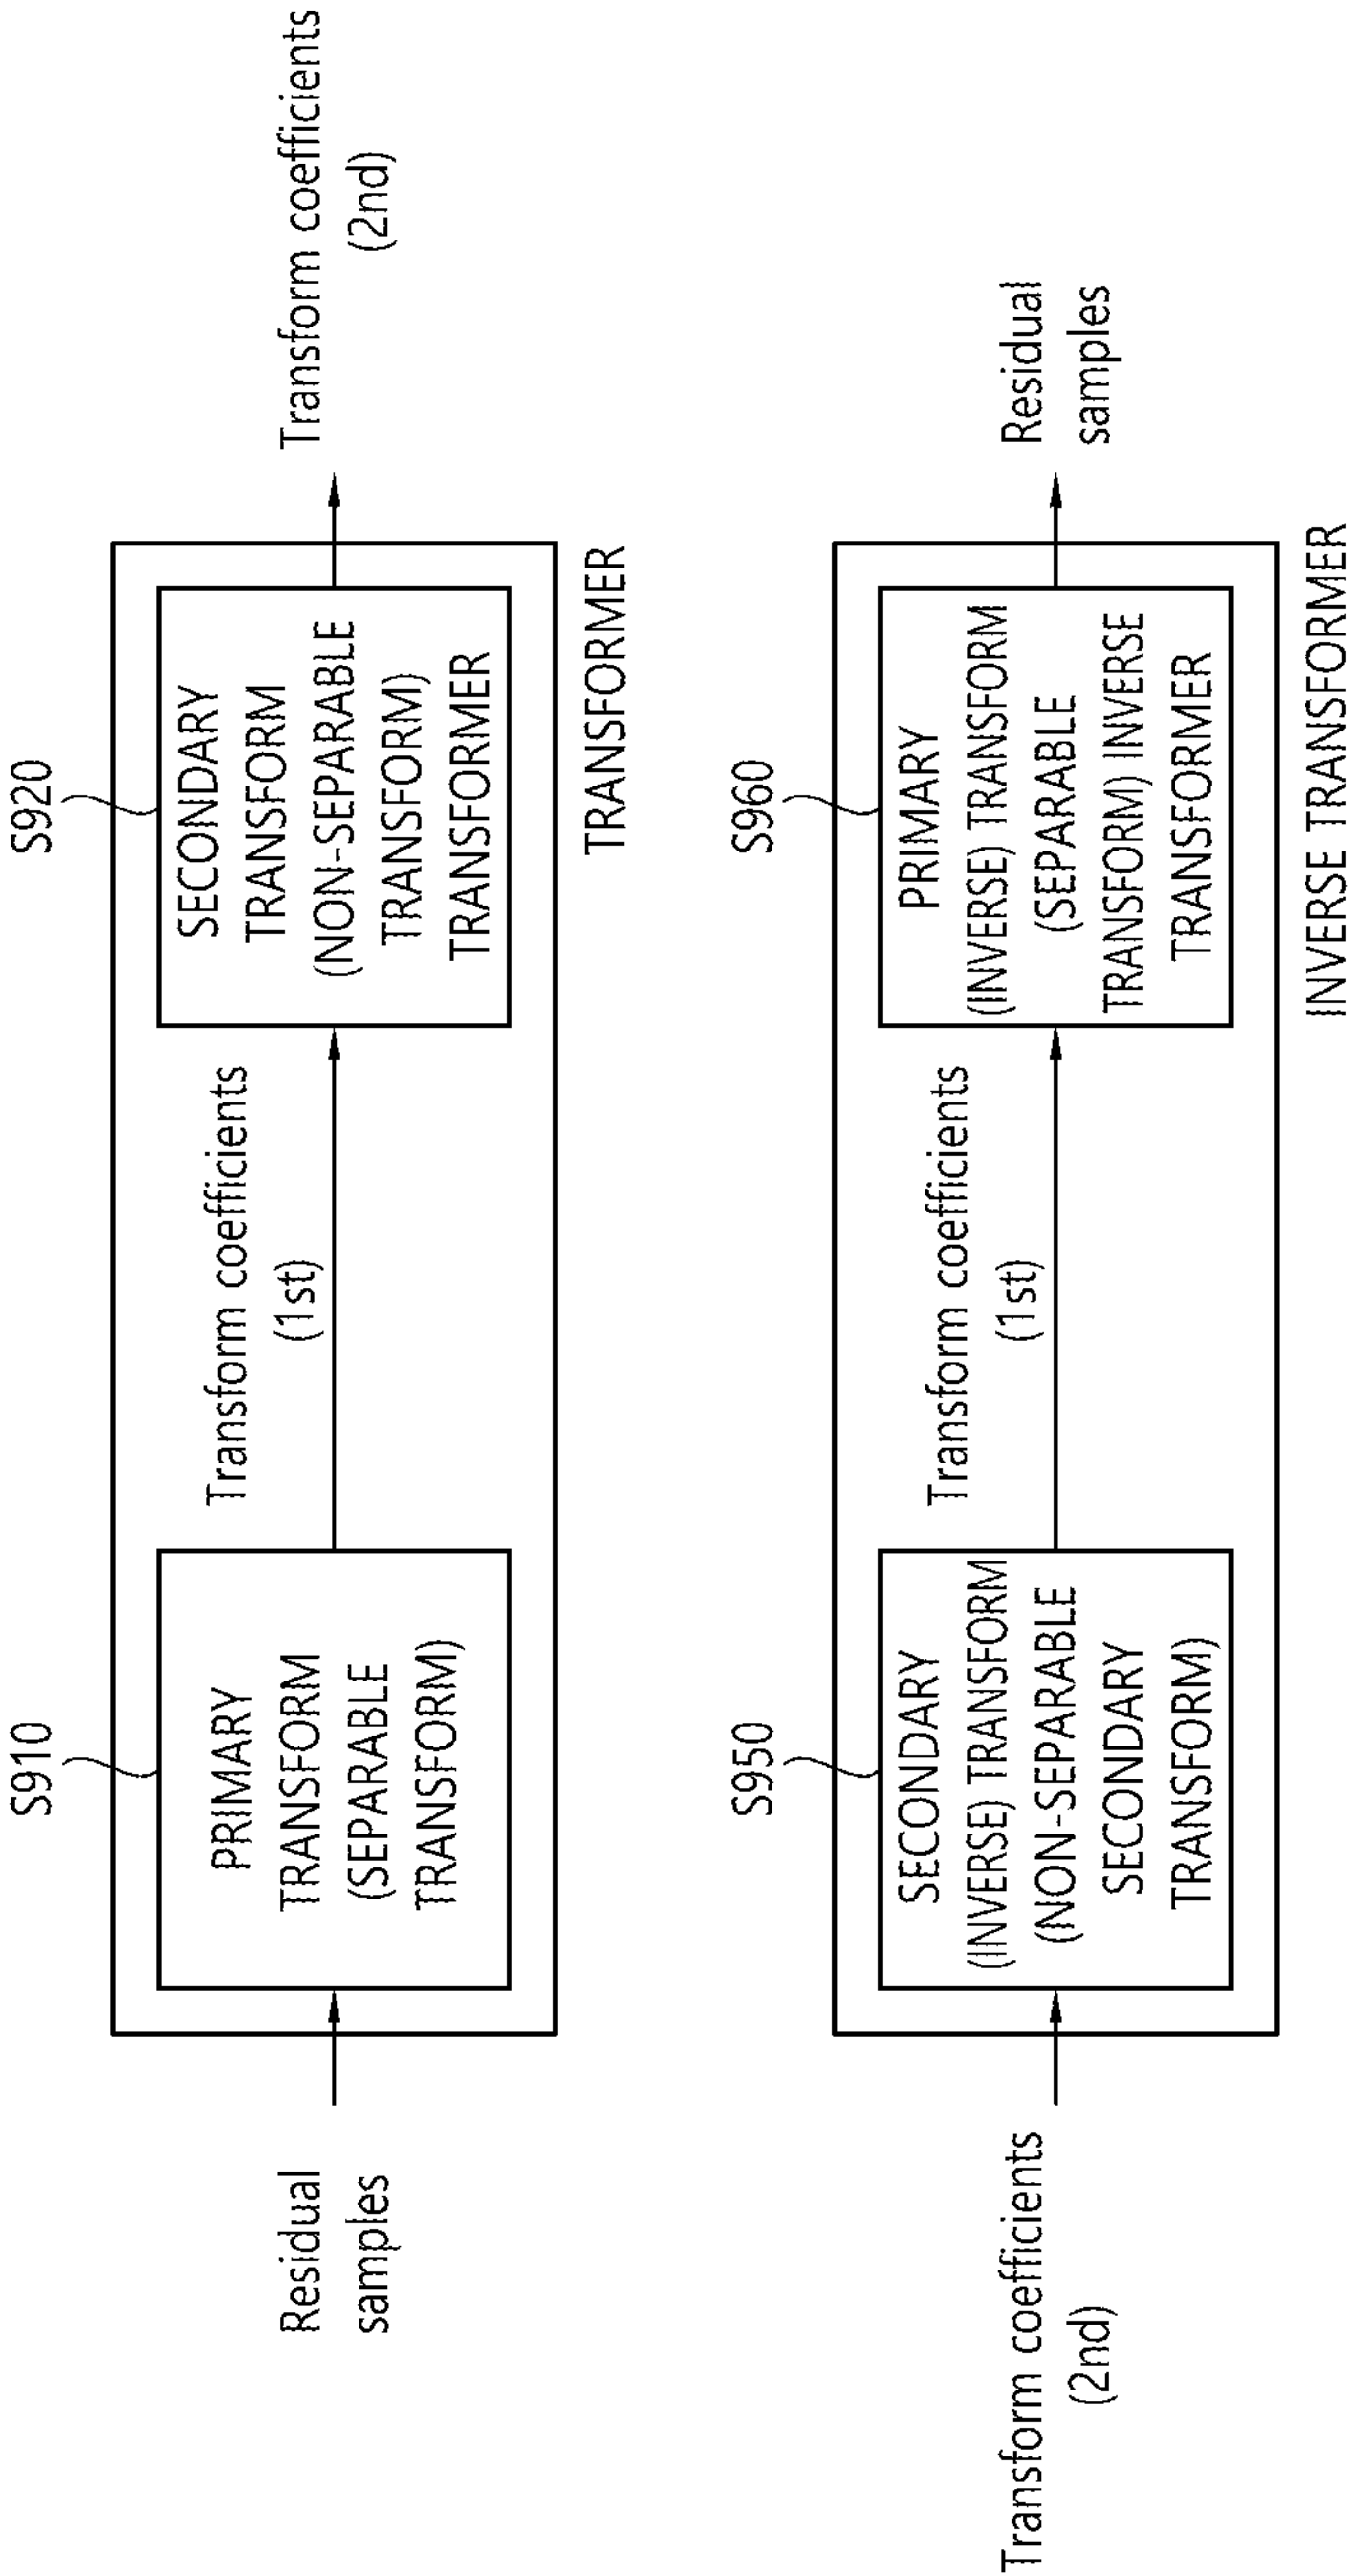 S910
S920
Residual
samples
PRIMARY
TRANSFORM
(SEPARABLE
TRANSFORM)
Transform coefficients
(1st)
SECONDARY
TRANSFORM
(NON-SEPARABLE
TRANSFORM)
TRANSFORMER
Transform coefficients
(2nd)
TRANSFORMER
S950
S960
Transform coefficients
(2nd)
SECONDARY
(INVERSE) TRANSFORM
(NON-SEPARABLE
SECONDARY
TRANSFORM)
Transform coefficients
(1st)
PRIMARY
(INVERSE) TRANSFORM
(SEPARABLE
TRANSFORM) INVERSE
TRANSFORMER
Residual
samples
INVERSE TRANSFORMER